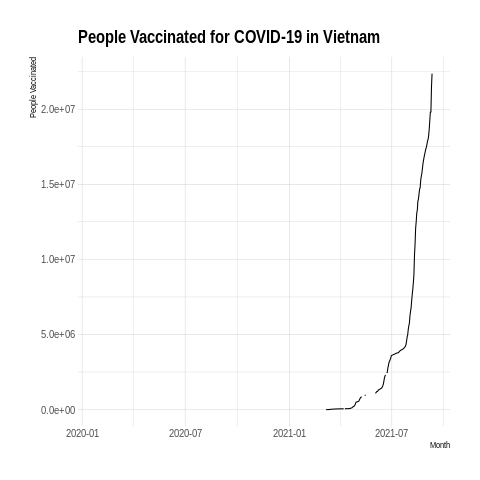 People Vaccinated for COVID-19 in Vietnam
People Vaccinated
2.0e+07
1.5e+07
1.0e+07
5.0e+06
0.0e+00
2020-01 2020-07 2021-01 2021-07
Month